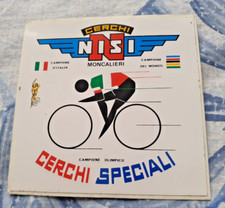 CERCHI
NISI
MONCALIERI
CAMPIONE
D'ITALIA
CAMPIONE
DEL MONDO
CAMPIONE OLIMPICO
CERCHI SPECIALI